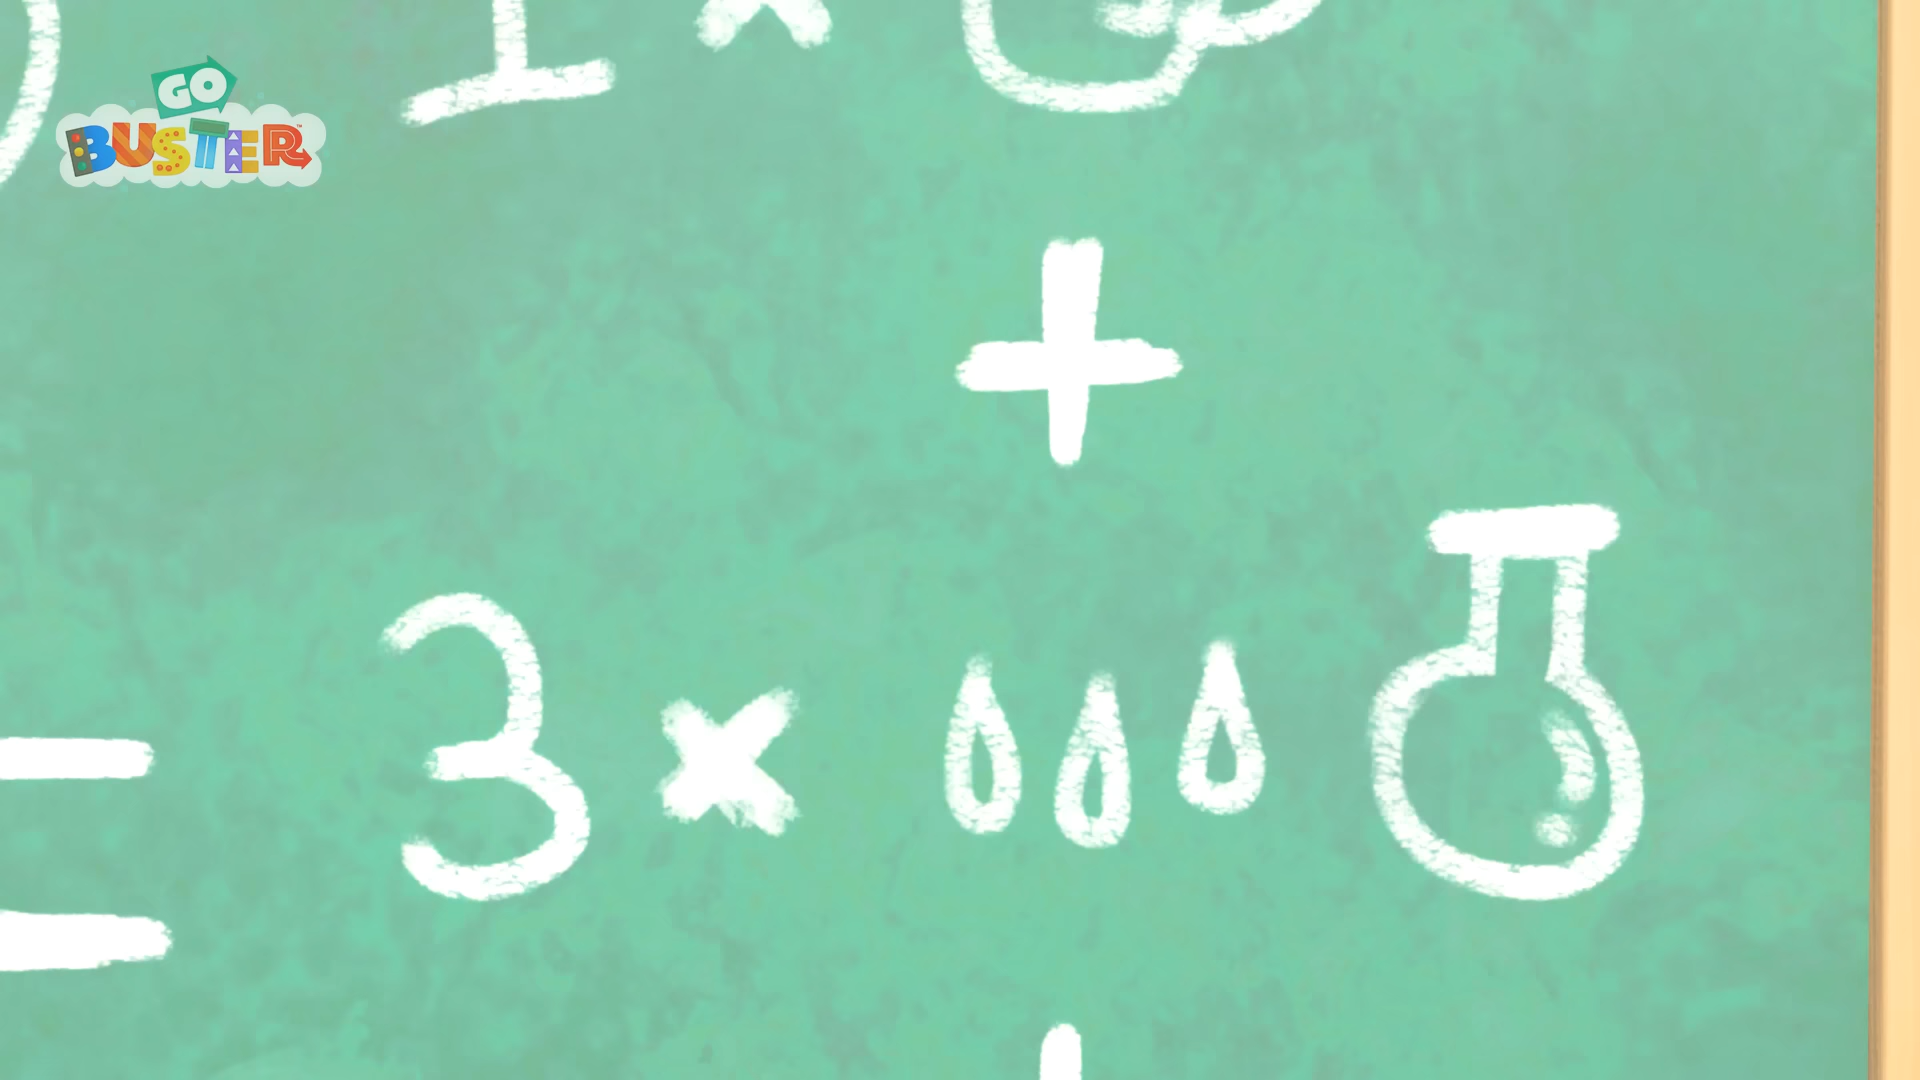 GO
BUSTER
1 ×
+
= 3 ×